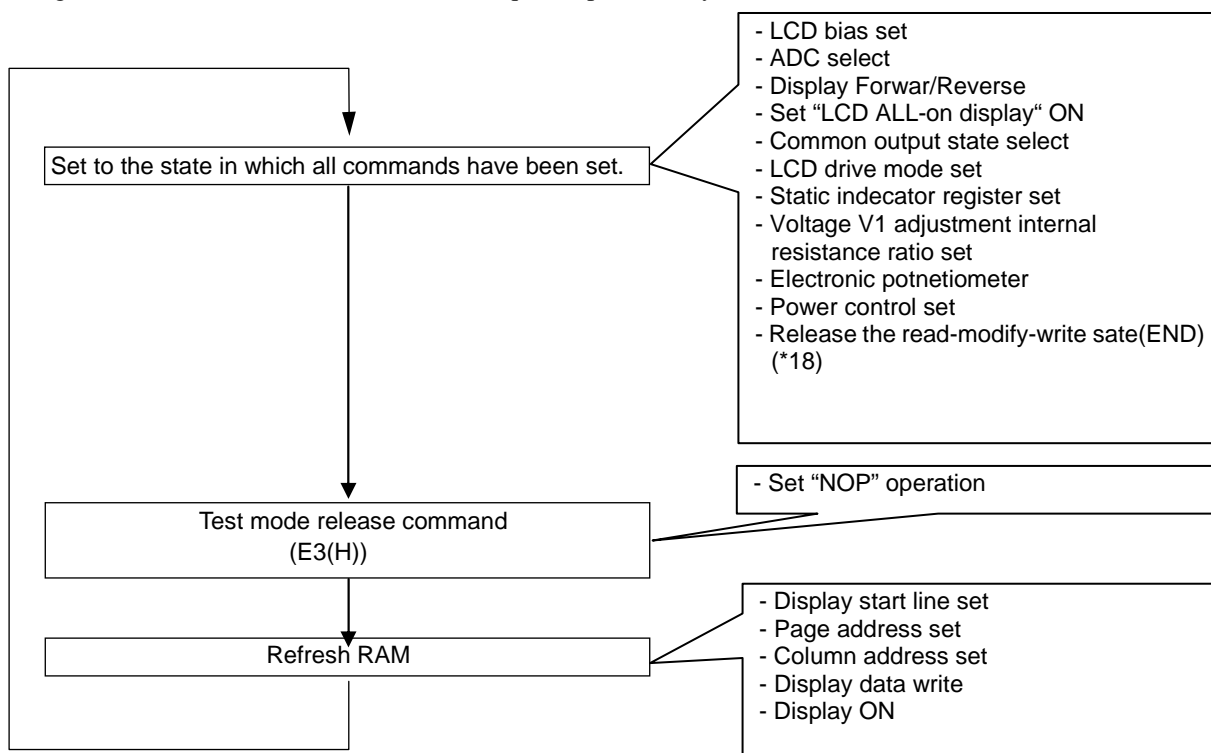 - LCD bias set
- ADC select
- Display Forwar/Reverse
- Set “LCD ALL-on display“ ON
- Common output state select
- LCD drive mode set
- Static indecator register set
- Voltage V1 adjustment internal
resistance ratio set
- Electronic potnetiometer
- Power control set
- Release the read-modify-write sate(END)
(*18)
Set to the state in which all commands have been set.
- Set “NOP” operation
Test mode release command
(E3(H))
- Display start line set
- Page address set
- Column address set
- Display data write
- Display ON
Refresh RAM